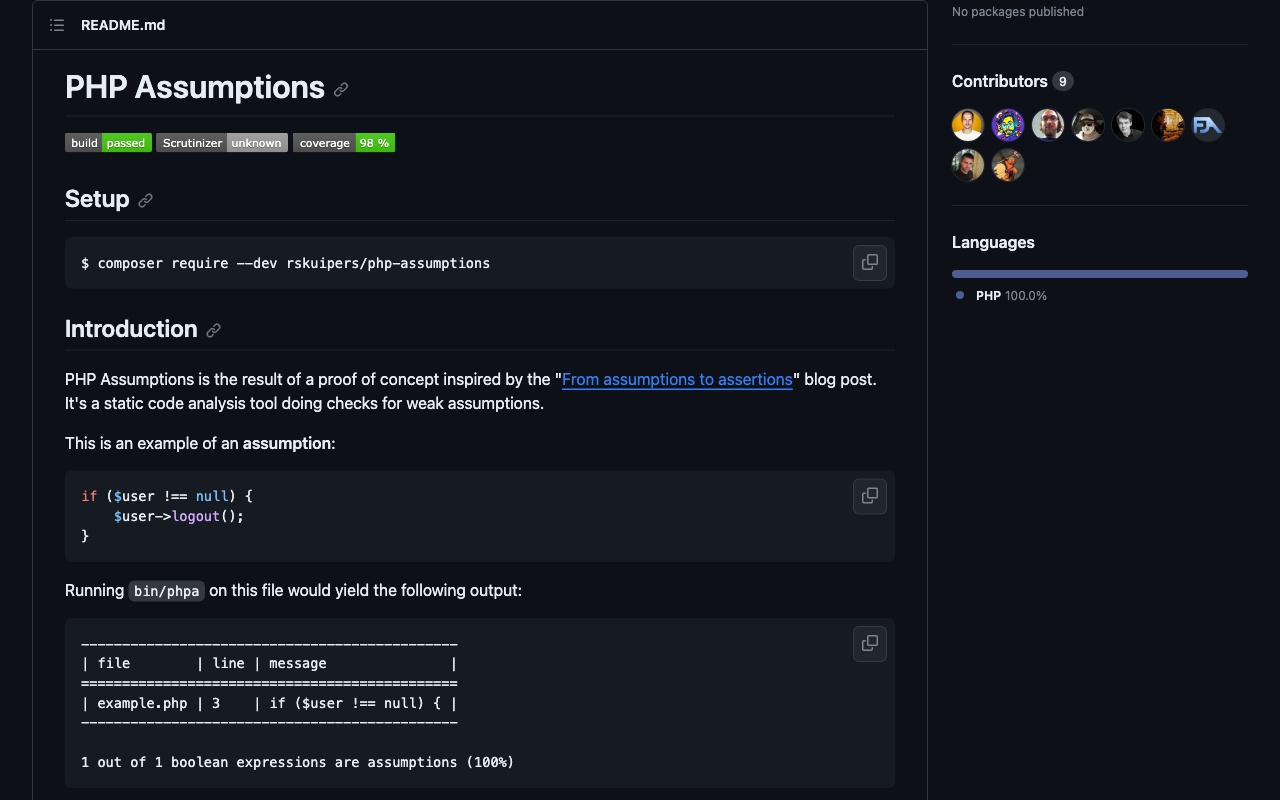 README.md
PHP Assumptions
build passed Scrutinizer unknown coverage 98 %
Setup
$ composer require --dev rskuipers/php-assumptions
Introduction
PHP Assumptions is the result of a proof of concept inspired by the "From assumptions to assertions" blog post.
It's a static code analysis tool doing checks for weak assumptions.
This is an example of an assumption:
if ($user !== null) {
    $user->logout();
}
Running bin/phpa on this file would yield the following output:
----------------------------------------------
| file        | line | message               |
==============================================
| example.php | 3    | if ($user !== null) { |
----------------------------------------------
1 out of 1 boolean expressions are assumptions (100%)
No packages published
Contributors 9
FA
Languages
PHP 100.0%